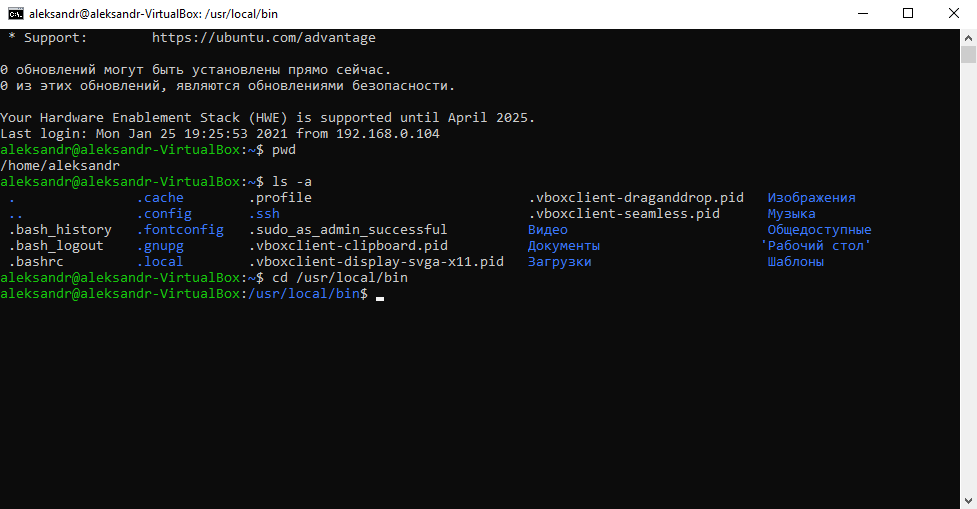 aleksandr@aleksandr-VirtualBox: /usr/local/bin
* Support:        https://ubuntu.com/advantage
0 обновлений могут быть установлены прямо сейчас.
0 из этих обновлений, являются обновлениями безопасности.
Your Hardware Enablement Stack (HWE) is supported until April 2025.
Last login: Mon Jan 25 19:25:53 2021 from 192.168.0.104
aleksandr@aleksandr-VirtualBox:~$ pwd
/home/aleksandr
aleksandr@aleksandr-VirtualBox:~$ ls -a
.               .cache        .profile                           .vboxclient-draganddrop.pid   Изображения
..              .config       .ssh                               .vboxclient-seamless.pid      Музыка
.bash_history   .fontconfig   .sudo_as_admin_successful          Видео                         Общедоступные
.bash_logout    .gnupg        .vboxclient-clipboard.pid          Документы                    'Рабочий стол'
.bashrc         .local        .vboxclient-display-svga-x11.pid   Загрузки                      Шаблоны
aleksandr@aleksandr-VirtualBox:~$ cd /usr/local/bin
aleksandr@aleksandr-VirtualBox:/usr/local/bin$